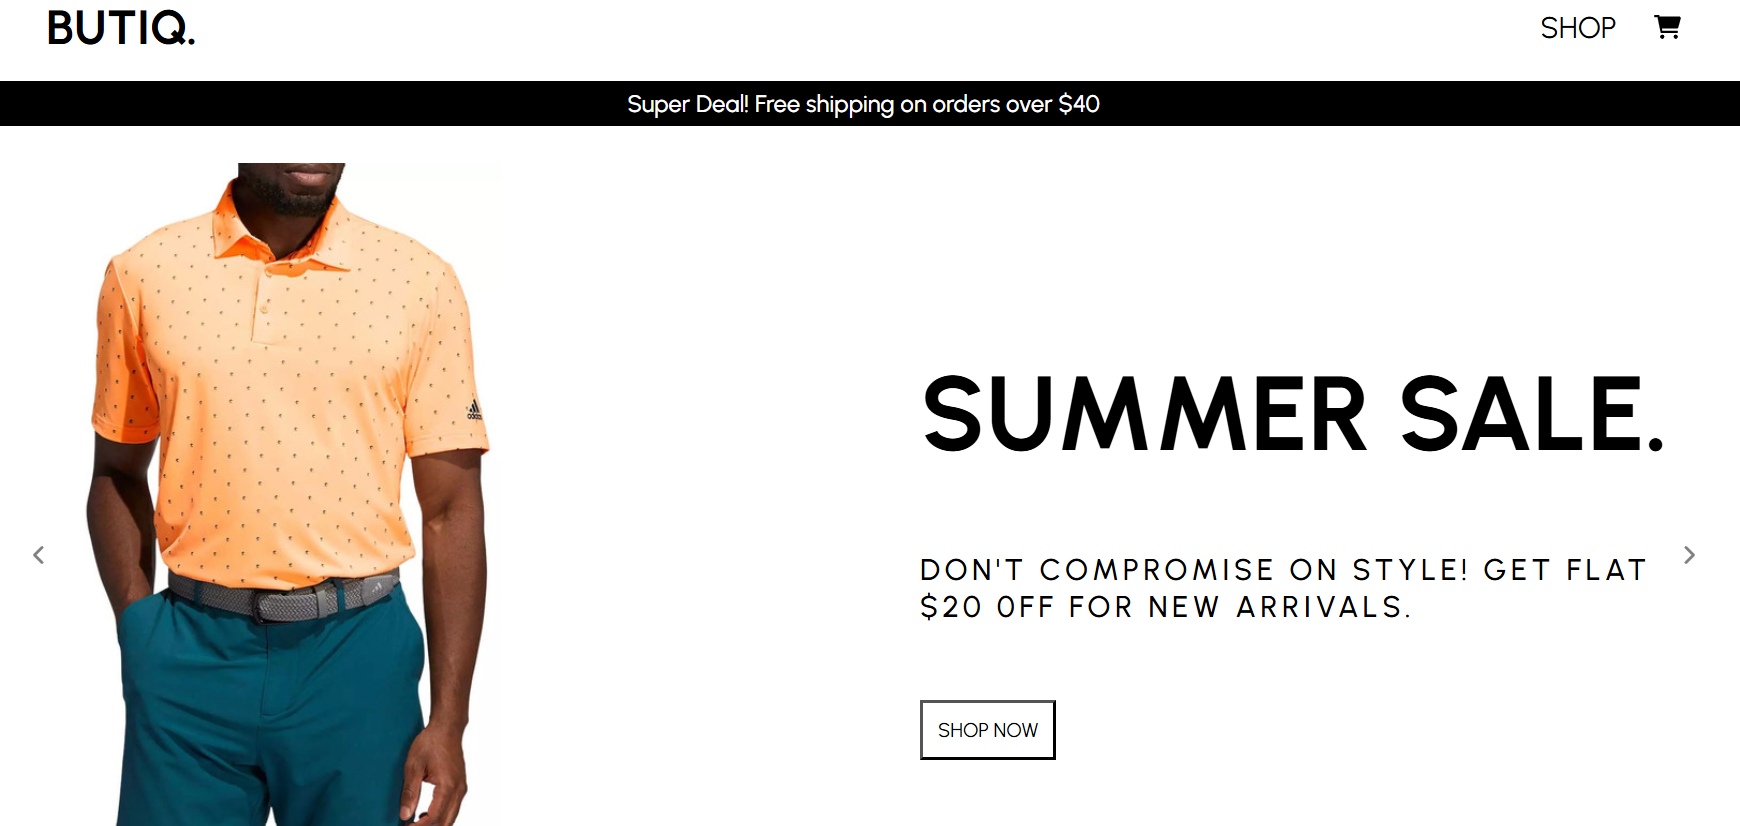 BUTIQ.
SHOP
Super Deal! Free shipping on orders over $40
adidas
SUMMER SALE.
DON'T COMPROMISE ON STYLE! GET FLAT
$20 OFF FOR NEW ARRIVALS.
SHOP NOW